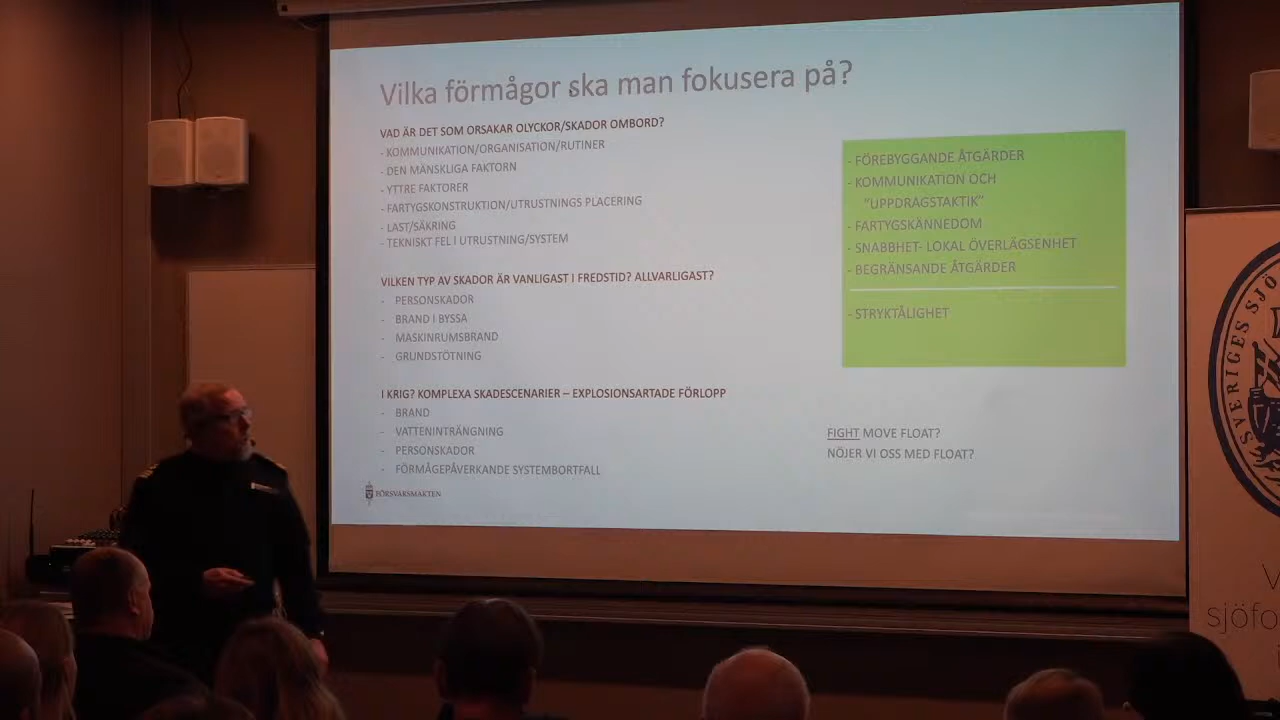 Vilka förmågor ska man fokusera på?
VAD ÄR DET SOM ORSAKAR OLYCKOR/SKADOR OMBORD?
- KOMMUNIKATION/ORGANISATION/RUTINER
- DEN MÄNSKLIGA FAKTORN
- YTTRE FAKTORER
- FARTYGSKONSTRUKTION/UTRUSTNINGS PLACERING
- LAST/SÄKRING
- TEKNISKT FEL I UTRUSTNING/SYSTEM
VILKEN TYP AV SKADOR ÄR VANLIGAST I FREDSTID? ALLVARLIGAST?
- PERSONSKADOR
- BRAND I BYSSA
- MASKINRUMSBRAND
- GRUNDSTÖTNING
I KRIG? KOMPLEXA SKADESCENARIER – EXPLOSIONSARTADE FÖRLOPP
- BRAND
- VATTENINTRÄNGNING
- PERSONSKADOR
- FÖRMÅGEPÅVERKANDE SYSTEMBORTFALL
FÖRSVARSMAKTEN
- FÖREBYGGANDE ÅTGÄRDER
- KOMMUNIKATION OCH
"UPPDRAGSTAKTIK"
- FARTYGSKÄNNEDOM
- SNABBHET- LOKAL ÖVERLÄGSENHET
- BEGRÄNSANDE ÅTGÄRDER
- STRYKTÅLIGHET
FIGHT MOVE FLOAT?
NÖJER VI OSS MED FLOAT?
SVERIGES SJÖ
sjöfo